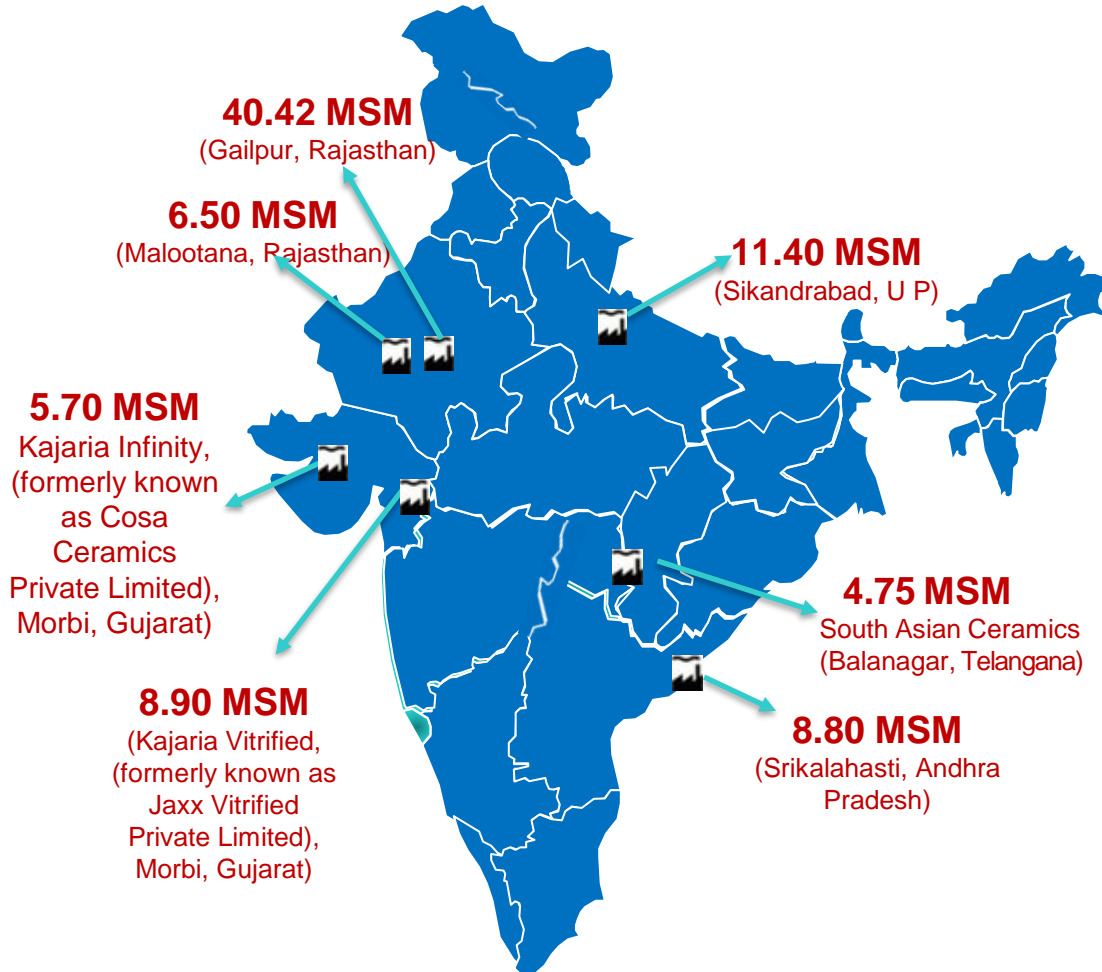 40.42 MSM
(Gailpur, Rajasthan)
6.50 MSM
(Malootana, Rajasthan)
11.40 MSM
(Sikandrabad, U P)
5.70 MSM
Kajaria Infinity,
(formerly known
as Cosa
Ceramics
Private Limited),
Morbi, Gujarat)
4.75 MSM
South Asian Ceramics
(Balanagar, Telangana)
8.90 MSM
(Kajaria Vitrified,
(formerly known as
Jaxx Vitrified
Private Limited),
Morbi, Gujarat)
8.80 MSM
(Srikalahasti, Andhra
Pradesh)